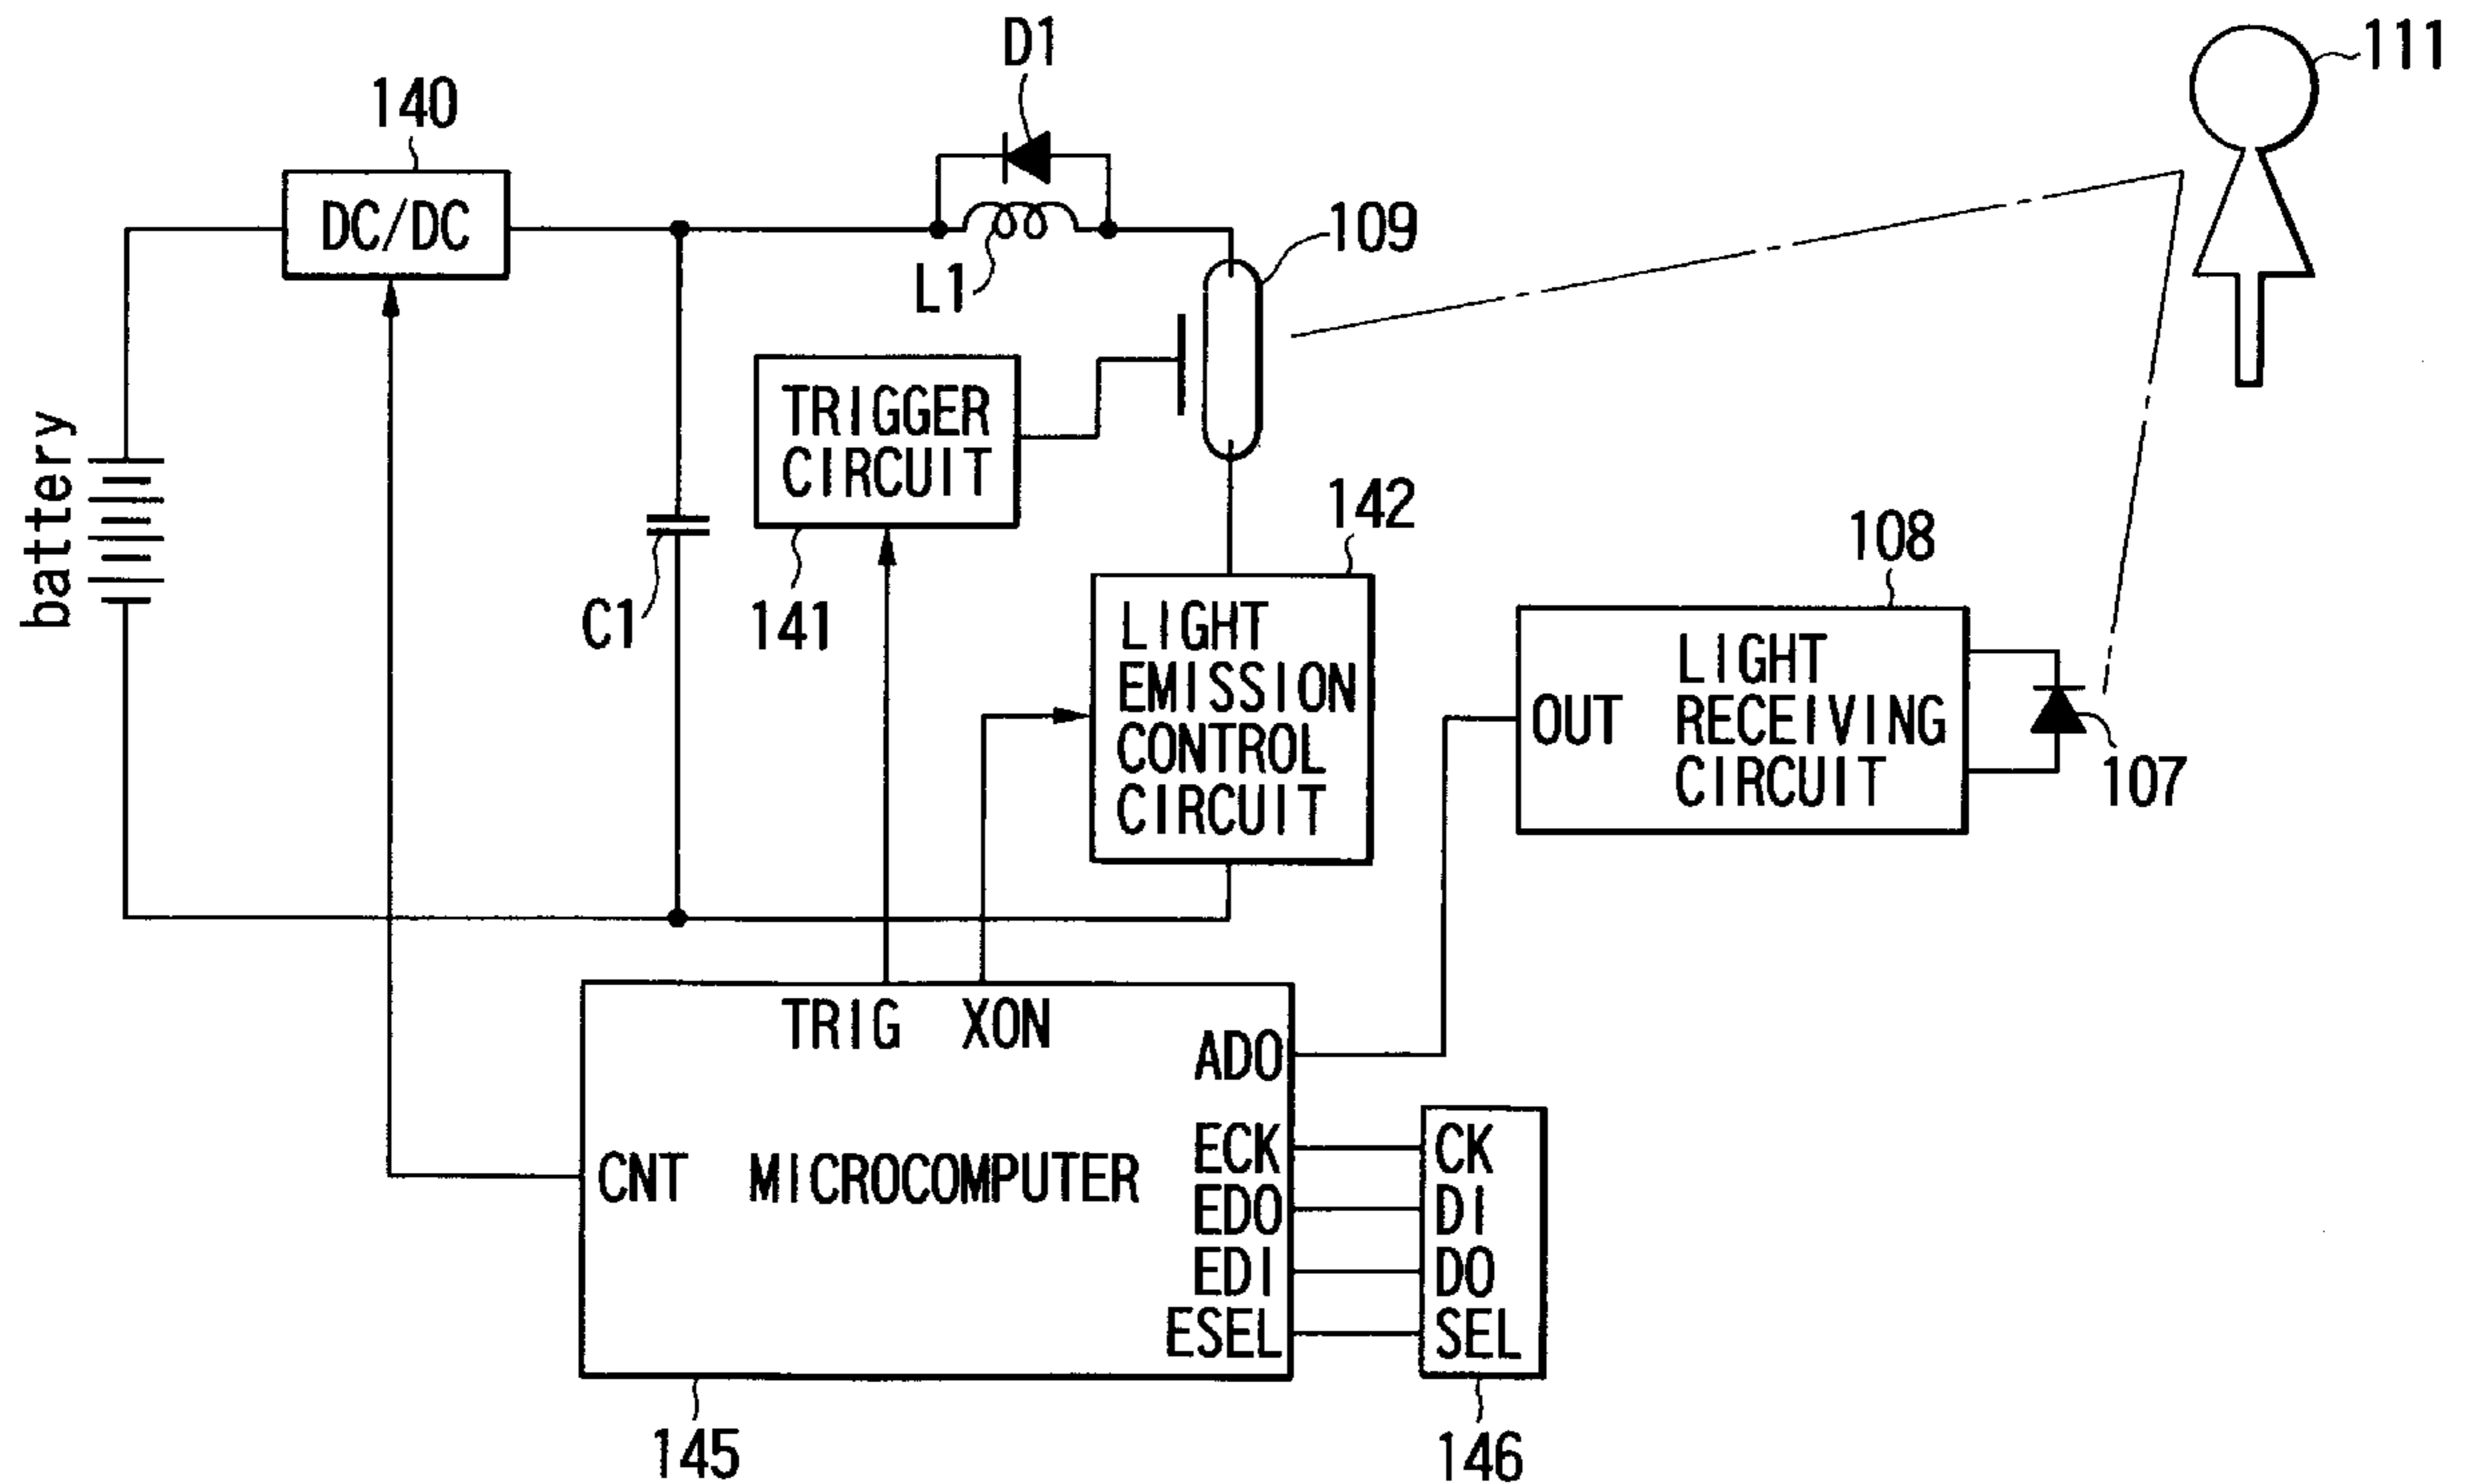 D1
111
140
DC/DC
109
L1
TRIGGER
CIRCUIT
battery
142
108
C1
141
LIGHT
EMISSION
CONTROL
CIRCUIT
LIGHT
OUT RECEIVING
CIRCUIT
107
TRIG XON
ADO
CNT MICROCOMPUTER
ECK CK
EDO DI
EDI DO
ESEL SEL
145
146